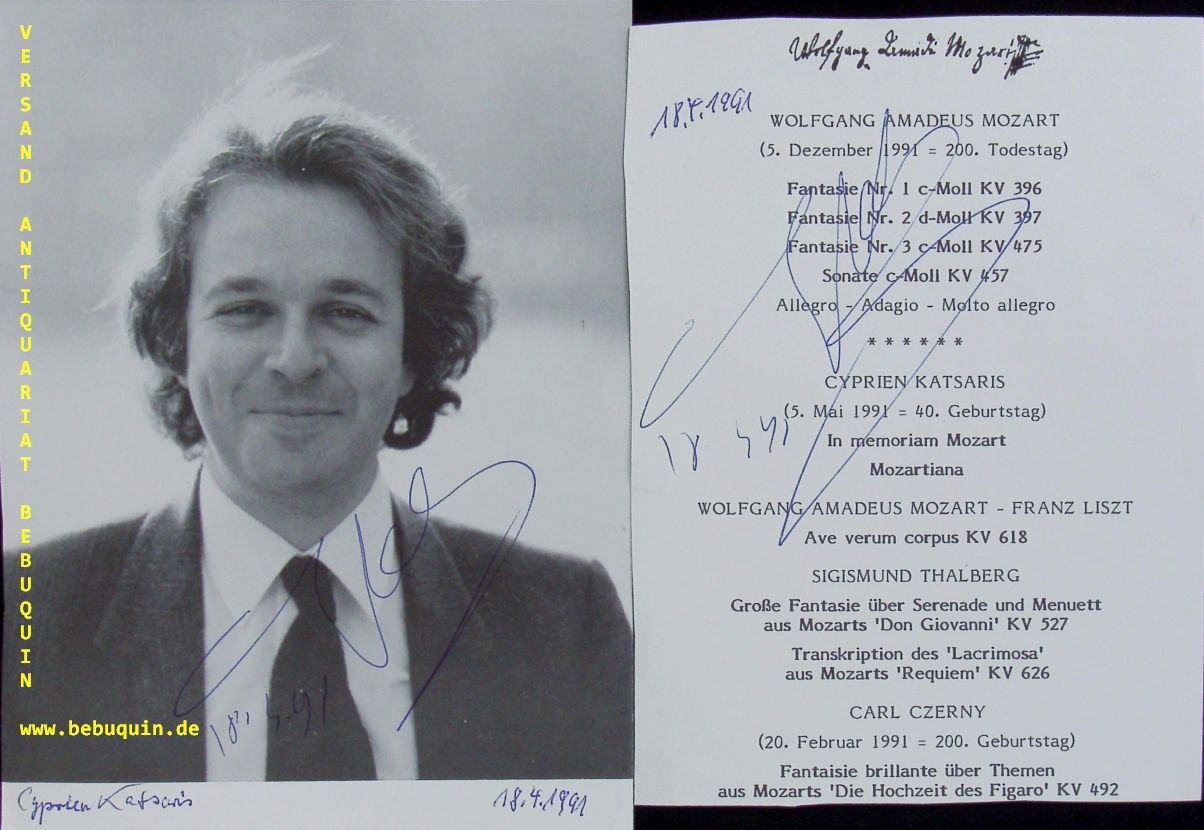 VERSAND ANTIQUARIAT BEBUQUIN
www.bebuquin.de
18.4.91
Cyprien Katsaris 18.4.1991
Wolfgang Amadé Mozart
18.4.1991
WOLFGANG AMADEUS MOZART
(5. Dezember 1991 = 200. Todestag)
Fantasie Nr. 1 c-Moll KV 396
Fantasie Nr. 2 d-Moll KV 397
Fantasie Nr. 3 c-Moll KV 475
Sonate c-Moll KV 457
Allegro - Adagio - Molto allegro
* * * * * *
CYPRIEN KATSARIS
(5. Mai 1991 = 40. Geburtstag)
18 4 91
In memoriam Mozart
Mozartiana
WOLFGANG AMADEUS MOZART - FRANZ LISZT
Ave verum corpus KV 618
SIGISMUND THALBERG
Große Fantasie über Serenade und Menuett
aus Mozarts 'Don Giovanni' KV 527
Transkription des 'Lacrimosa'
aus Mozarts 'Requiem' KV 626
CARL CZERNY
(20. Februar 1991 = 200. Geburtstag)
Fantaisie brillante über Themen
aus Mozarts 'Die Hochzeit des Figaro' KV 492